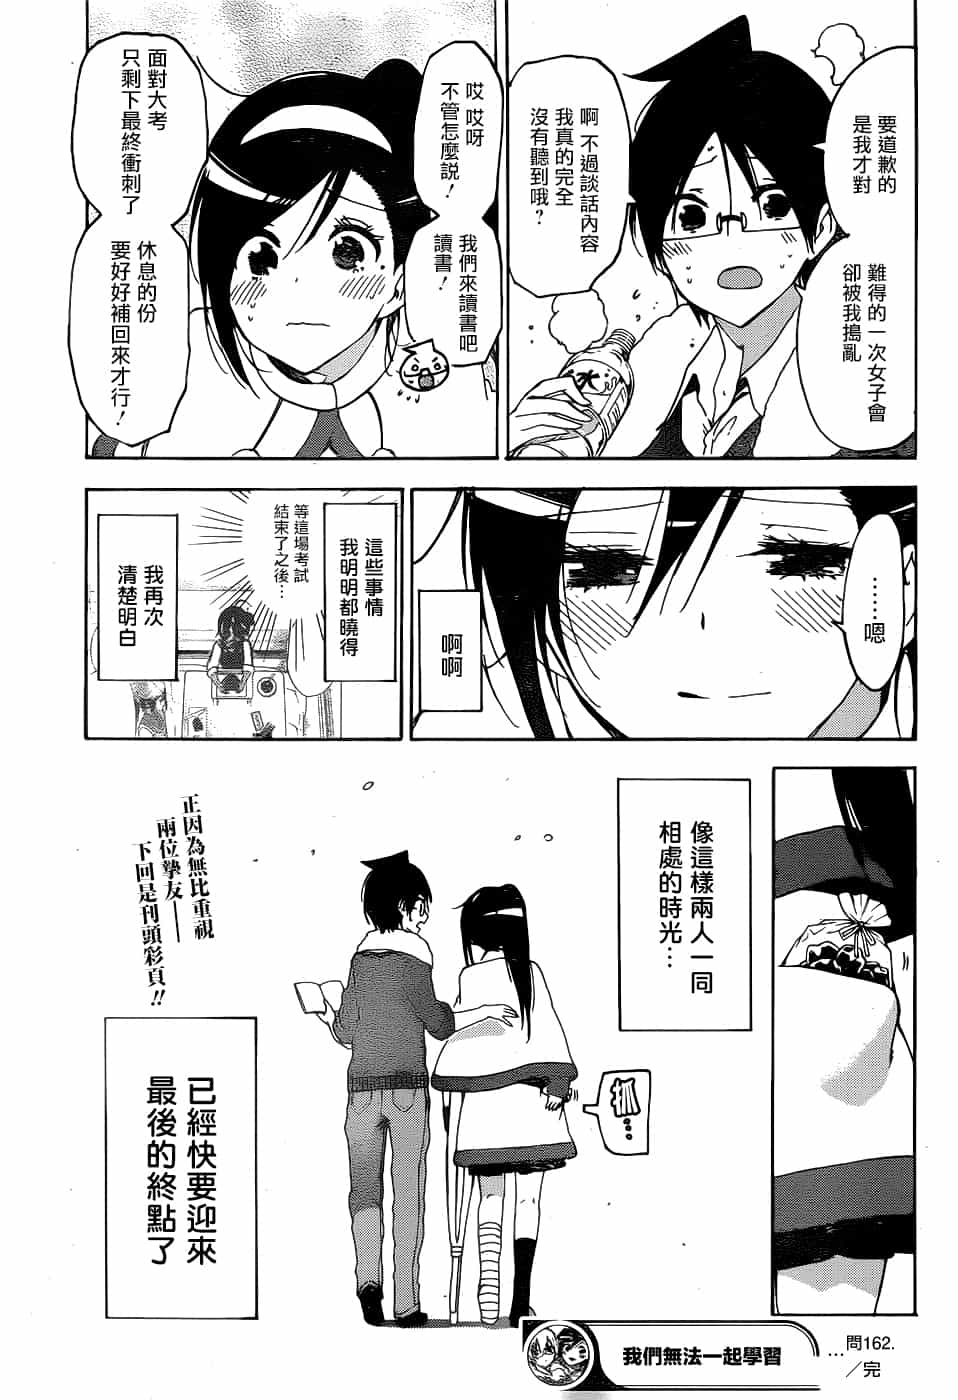 要道歉的
是我才對
難得的一次女子會
卻被我搗亂
啊 不過談話內容
我真的完全
沒有聽到哦?
水
哎 哎呀
不管怎麼說!
我們來讀書吧
讀書!
面對大考
只剩下最終衝刺了
休息的份
要好好補回來才行!
……嗯
啊啊
這些事情
我明明都曉得
等這場考試
結束了之後…
我再次
清楚明白
像這樣兩人一同
相處的時光…
抓…
正因為無比重視
兩位摯友——
下回是刊頭彩頁!!
已經快要迎來
最後的終點了
我們無法一起學習
…問162.
／完